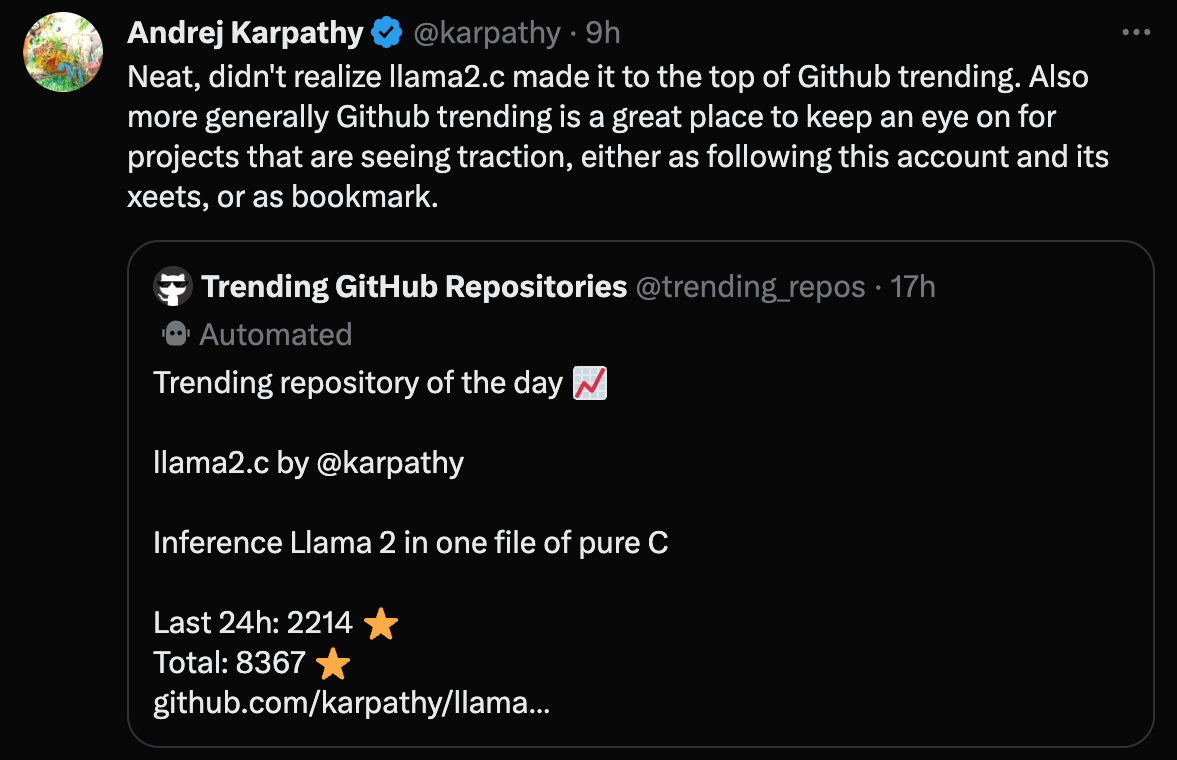 Andrej Karpathy @karpathy · 9h
Neat, didn't realize llama2.c made it to the top of Github trending. Also
more generally Github trending is a great place to keep an eye on for
projects that are seeing traction, either as following this account and its
xeets, or as bookmark.
Trending GitHub Repositories @trending_repos · 17h
Automated
Trending repository of the day 📈
llama2.c by @karpathy
Inference Llama 2 in one file of pure C
Last 24h: 2214 ⭐
Total: 8367 ⭐
github.com/karpathy/llama...